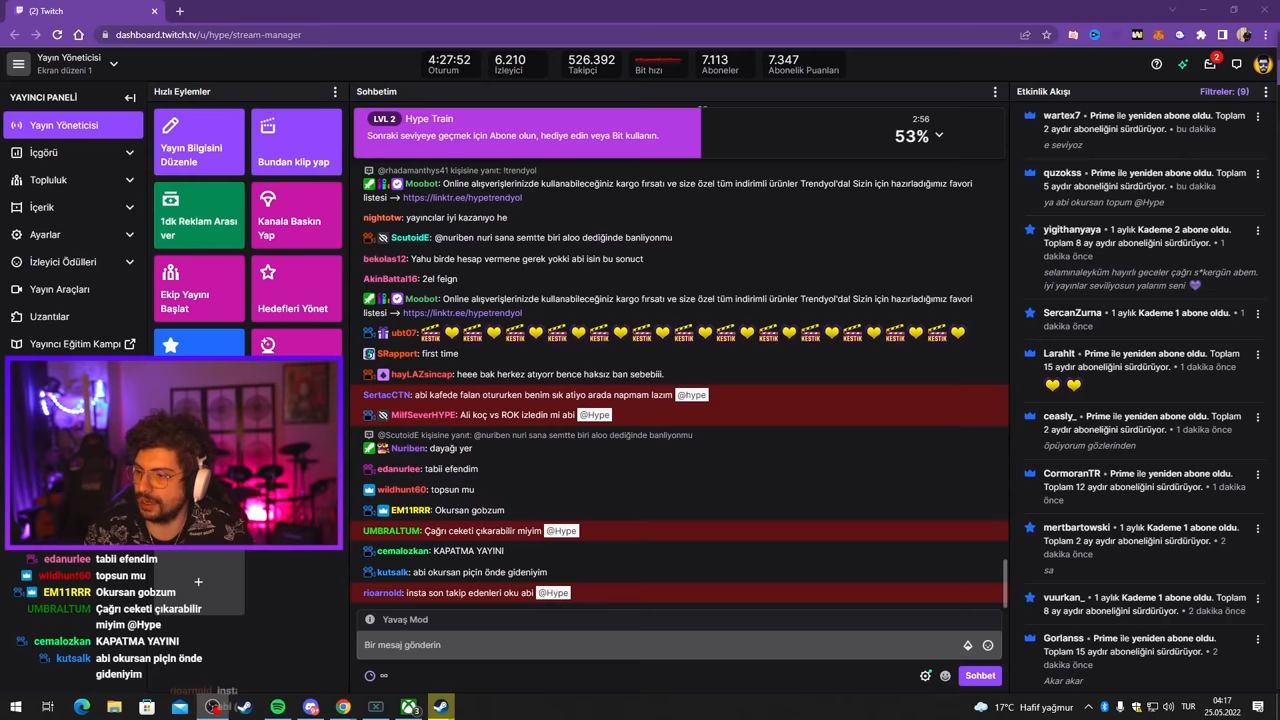 (2) Twitch
dashboard.twitch.tv/u/hype/stream-manager
Yayın Yöneticisi
Ekran düzeni 1
4:27:52
Oturum
6.210
İzleyici
526.392
Takipçi
Bit hızı
7.113
Aboneler
7.347
Abonelik Puanları
2
YAYINCI PANELİ
Yayın Yöneticisi
İçgörü
Topluluk
İçerik
Ayarlar
İzleyici Ödülleri
Yayın Araçları
Uzantılar
Yayıncı Eğitim Kampı
Hızlı Eylemler
Yayın Bilgisini
Düzenle
Bundan klip yap
1dk Reklam Arası
ver
Kanala Baskın
Yap
Ekip Yayını
Başlat
Hedefleri Yönet
edanurlee tabii efendim
wildhunt60 topsun mu
EM11RRR Okursan gobzum
UMBRALTUM Çağrı ceketi çıkarabilir
miyim @Hype
cemalozkan KAPATMA YAYINI
kutsalk abi okursan piçin önde
gideniyim
rioarnold insta
Sohbetim
LVL 2 Hype Train
Sonraki seviyeye geçmek için Abone olun, hediye edin veya Bit kullanın.
2:56
53%
@rhadamanthys41 kişisine yanıt: !trendyol
Moobot: Online alışverişlerinizde kullanabileceğiniz kargo fırsatı ve size özel tüm indirimli ürünler Trendyol'da! Sizin için hazırladığımız favori
listesi --> https://linktr.ee/hypetrendyol
nightotw: yayıncılar iyi kazanıyo he
ScutoidE: @nuriben nuri sana semtte biri aloo dediğinde banlıyonmu
bekolas12: Yahu birde hesap vermene gerek yokki abi isin bu sonuct
AkinBattal16: 2el feign
Moobot: Online alışverişlerinizde kullanabileceğiniz kargo fırsatı ve size özel tüm indirimli ürünler Trendyol'da! Sizin için hazırladığımız favori
listesi --> https://linktr.ee/hypetrendyol
ubt07: KESTİK KESTİK KESTİK KESTİK KESTİK KESTİK KESTİK KESTİK KESTİK KESTİK KESTİK KESTİK KESTİK
SRapport: first time
hayLAZsincap: heee bak herkez atıyorr bence haksız ban sebebiii.
SertacCTN: abi kafede falan otururken benim sık atiyo arada napmam lazım @hype
MilfSeverHYPE: Ali koç vs ROK izledin mi abi @Hype
@ScutoidE kişisine yanıt: @nuriben nuri sana semtte biri aloo dediğinde banlıyonmu
Nuriben: dayağı yer
edanurlee: tabii efendim
wildhunt60: topsun mu
EM11RRR: Okursan gobzum
UMBRALTUM: Çağrı ceketi çıkarabilir miyim @Hype
cemalozkan: KAPATMA YAYINI
kutsalk: abi okursan piçin önde gideniyim
rioarnold: insta son takip edenleri oku abi @Hype
Yavaş Mod
Bir mesaj gönderin
∞
Sohbet
Etkinlik Akışı
Filtreler: (9)
wartex7 • Prime ile yeniden abone oldu. Toplam
2 aydır aboneliğini sürdürüyor. • bu dakika
e seviyoz
quzokss • Prime ile yeniden abone oldu. Toplam
5 aydır aboneliğini sürdürüyor. • bu dakika
ya abi okursan topum @Hype
yigithanyaya • 1 aylık Kademe 2 abone oldu.
Toplam 8 ay aydır aboneliğini sürdürüyor. • 1
dakika önce
selamınaleyküm hayırlı geceler çağrı s*kergün abem.
iyi yayınlar seviliyosun yalarım seni
SercanZurna • 1 aylık Kademe 1 abone oldu. • 1
dakika önce
Larahlt • Prime ile yeniden abone oldu. Toplam
15 aydır aboneliğini sürdürüyor. • 1 dakika önce
ceasly_ • Prime ile yeniden abone oldu. Toplam
2 aydır aboneliğini sürdürüyor. • 1 dakika önce
öpüyorum gözlerinden
CormoranTR • Prime ile yeniden abone oldu.
Toplam 12 aydır aboneliğini sürdürüyor. • 1 dakika
önce
mertbartowski • 1 aylık Kademe 1 abone oldu.
Toplam 2 ay aydır aboneliğini sürdürüyor. • 2
dakika önce
sa
vuurkan_ • 1 aylık Kademe 1 abone oldu. Toplam
8 ay aydır aboneliğini sürdürüyor. • 2 dakika önce
Gorlanss • Prime ile yeniden abone oldu.
Toplam 15 aydır aboneliğini sürdürüyor. • 2
dakika önce
Akar akar
3
17°C Hafif yağmur
TUR
04:17
25.05.2022